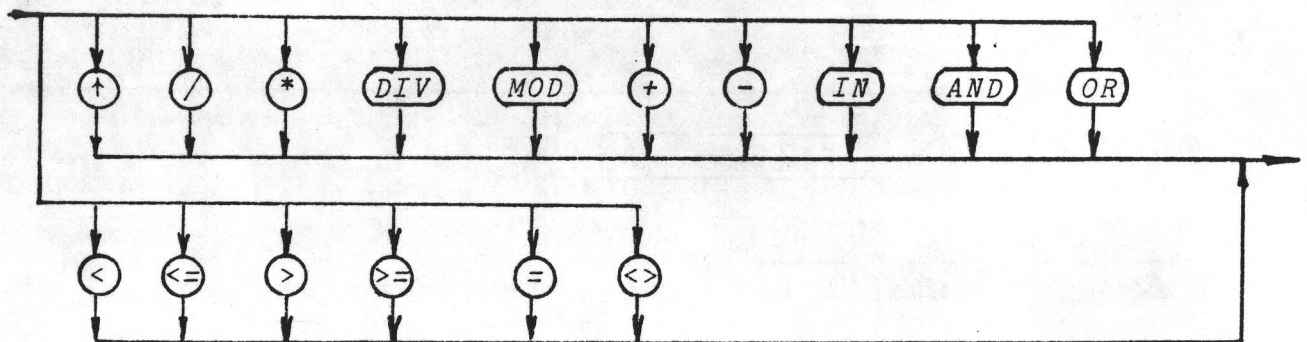 ↑ / * DIV MOD + - IN AND OR
< <= > >= = <>